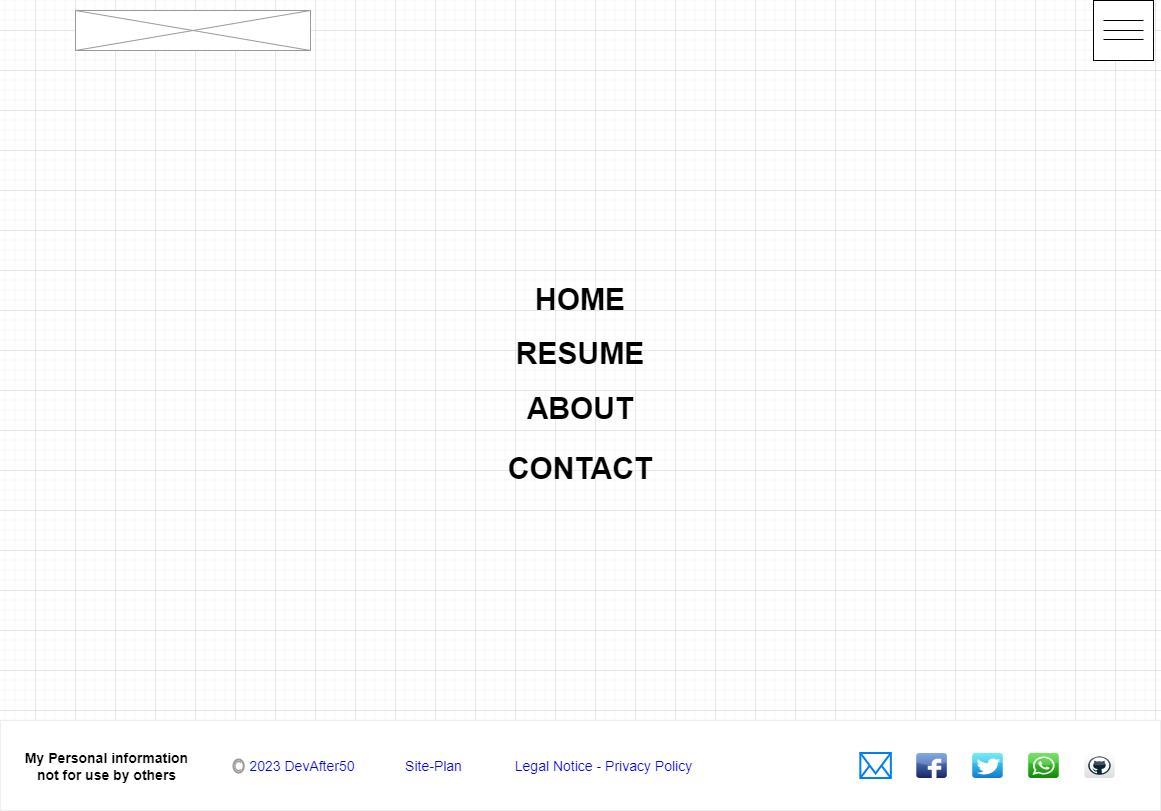 HOME
RESUME
ABOUT
CONTACT
My Personal information
not for use by others
2023 DevAfter50
Site-Plan
Legal Notice - Privacy Policy